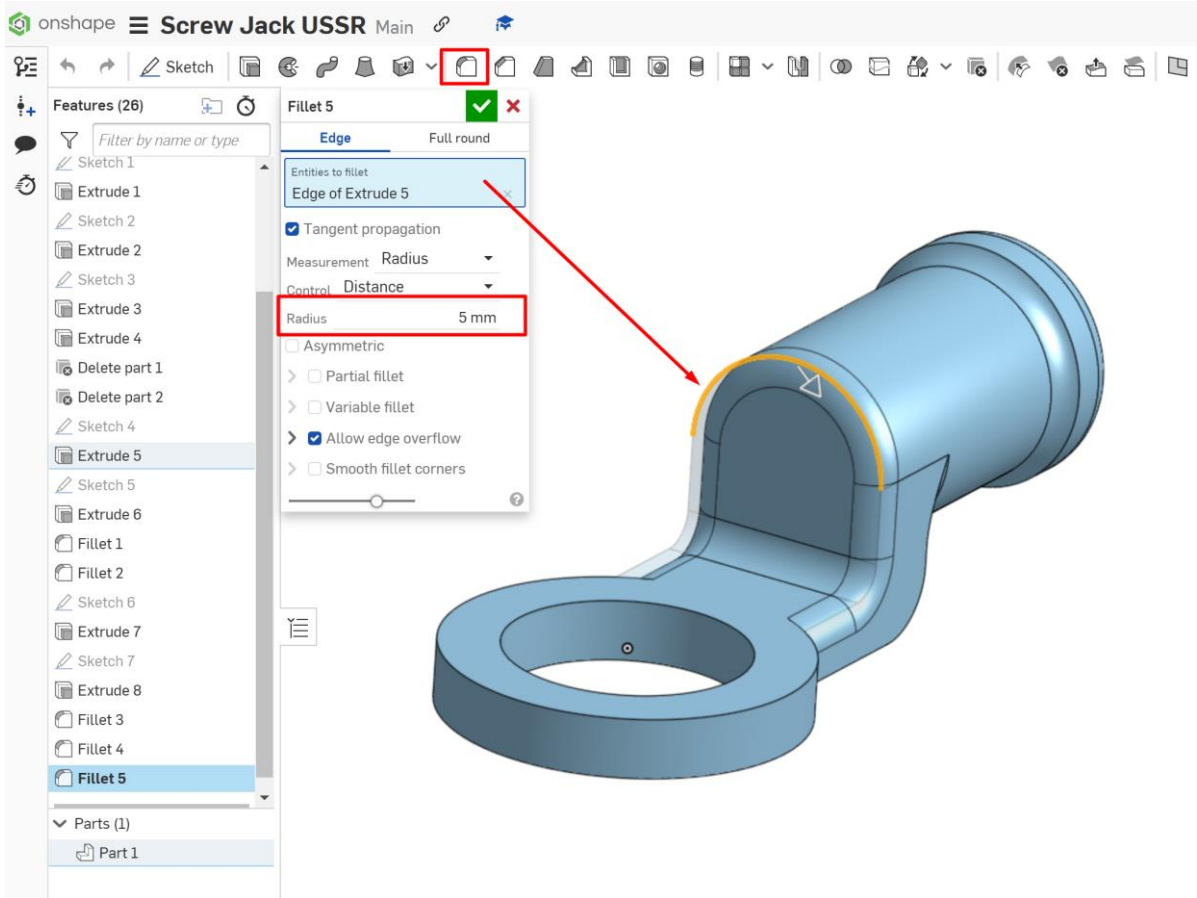 onshape Screw Jack USSR Main
Sketch
Features (26)
Filter by name or type
Sketch 1
Extrude 1
Sketch 2
Extrude 2
Sketch 3
Extrude 3
Extrude 4
Delete part 1
Delete part 2
Sketch 4
Extrude 5
Sketch 5
Extrude 6
Fillet 1
Fillet 2
Sketch 6
Extrude 7
Sketch 7
Extrude 8
Fillet 3
Fillet 4
Fillet 5
Parts (1)
Part 1
Fillet 5
Edge Full round
Entities to fillet
Edge of Extrude 5
Tangent propagation
Measurement Radius
Control Distance
Radius 5 mm
Asymmetric
Partial fillet
Variable fillet
Allow edge overflow
Smooth fillet corners